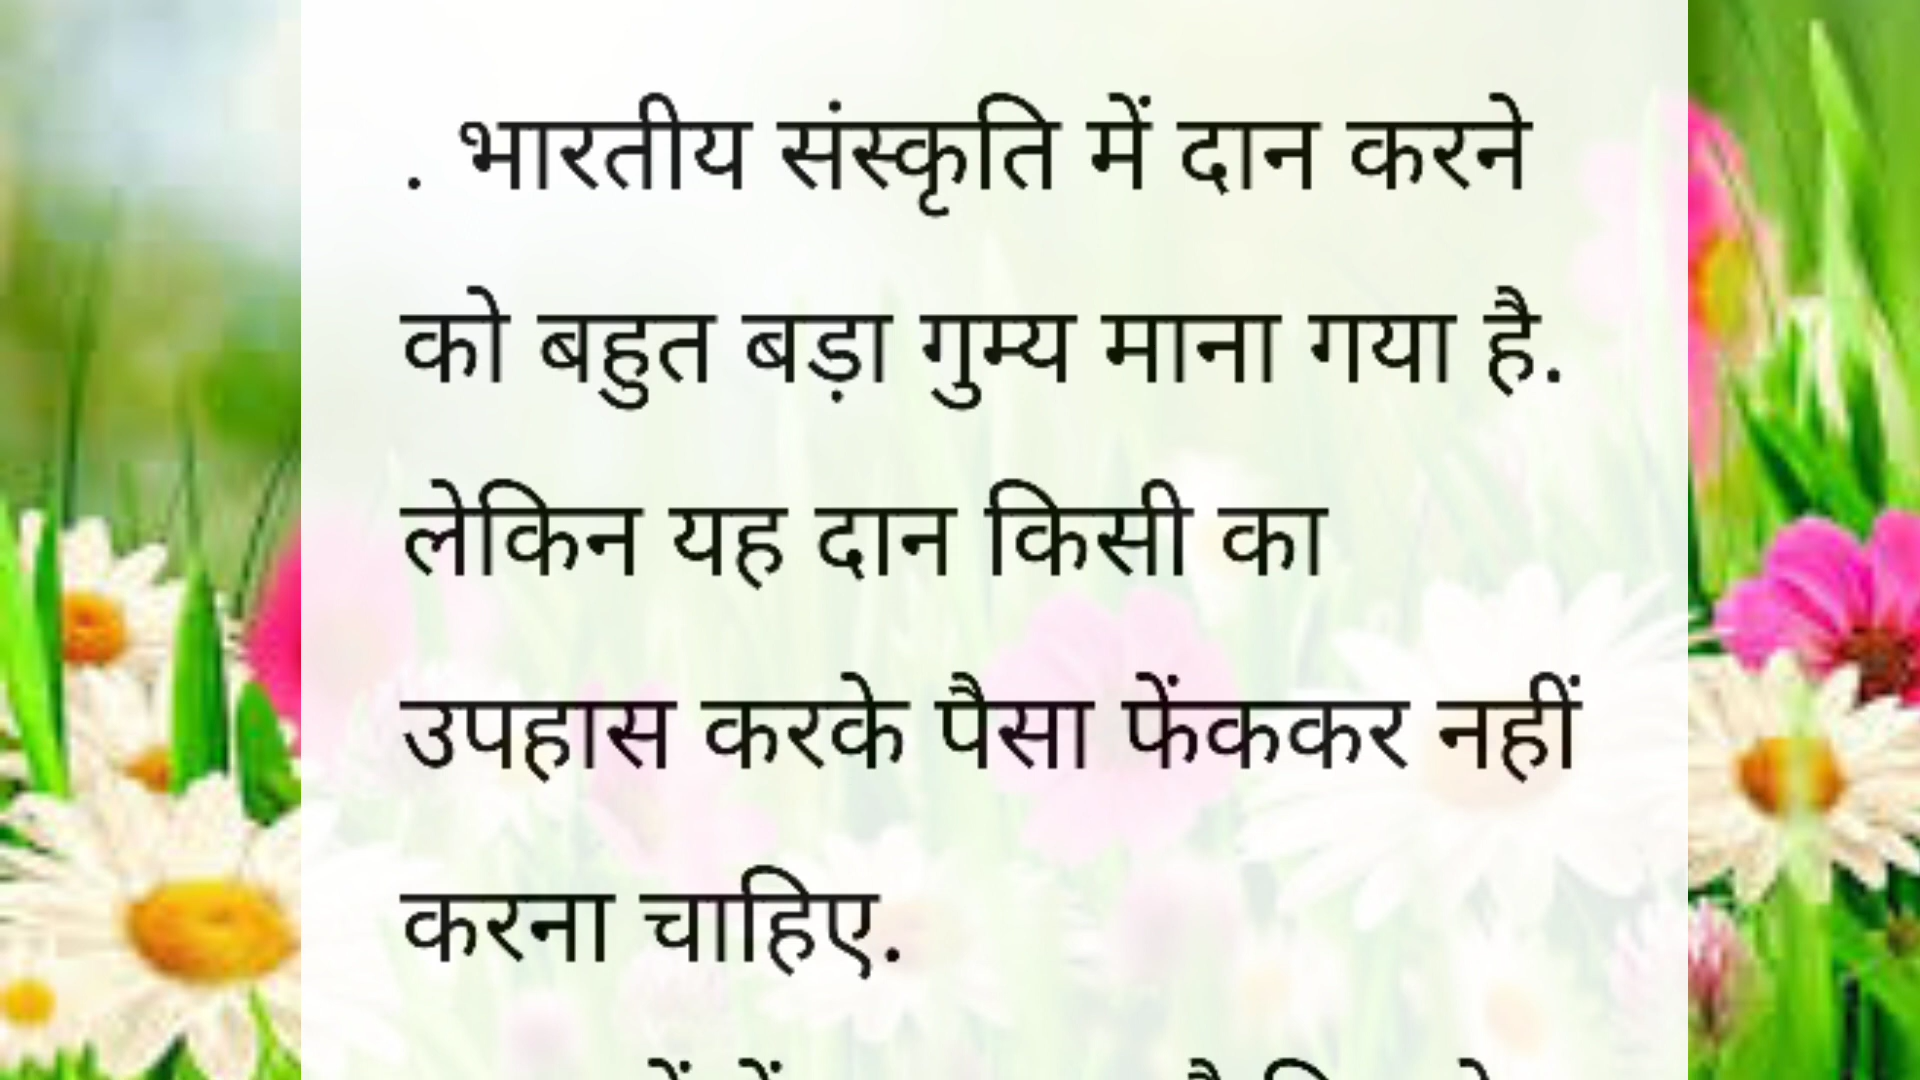 . भारतीय संस्कृति में दान करने
को बहुत बड़ा गुम्य माना गया है.
लेकिन यह दान किसी का
उपहास करके पैसा फेंककर नहीं
करना चाहिए.